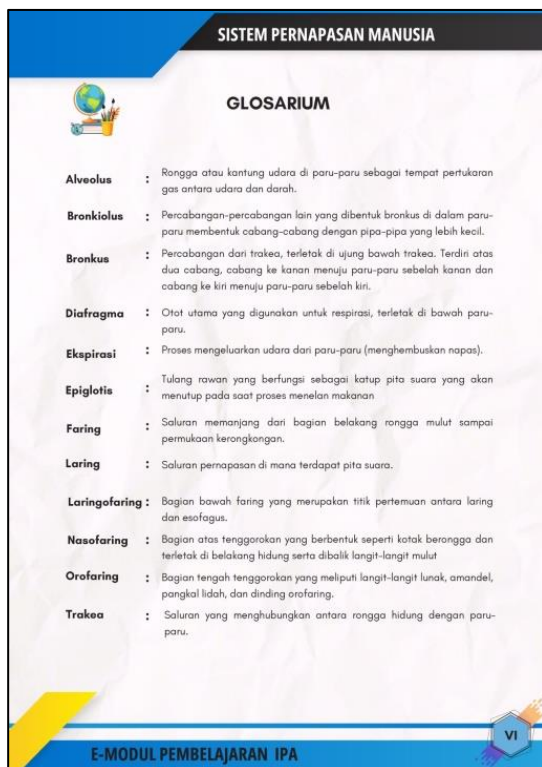 SISTEM PERNAPASAN MANUSIA
GLOSARIUM
Alveolus : Rongga atau kantung udara di paru-paru sebagai tempat pertukaran
gas antara udara dan darah.
Bronkiolus : Percabangan-percabangan lain yang dibentuk bronkus di dalam paru-
paru membentuk cabang-cabang dengan pipa-pipa yang lebih kecil.
Bronkus : Percabangan dari trakea, terletak di ujung bawah trakea. Terdiri atas
dua cabang, cabang ke kanan menuju paru-paru sebelah kanan dan
cabang ke kiri menuju paru-paru sebelah kiri.
Diafragma : Otot utama yang digunakan untuk respirasi, terletak di bawah paru-
paru.
Ekspirasi : Proses mengeluarkan udara dari paru-paru (menghembuskan napas).
Epiglotis : Tulang rawan yang berfungsi sebagai katup pita suara yang akan
menutup pada saat proses menelan makanan
Faring : Saluran memanjang dari bagian belakang rongga mulut sampai
permukaan kerongkongan.
Laring : Saluran pernapasan di mana terdapat pita suara.
Laringofaring : Bagian bawah faring yang merupakan titik pertemuan antara laring
dan esofagus.
Nasofaring : Bagian atas tenggorokan yang berbentuk seperti kotak berongga dan
terletak di belakang hidung serta dibalik langit-langit mulut
Orofaring : Bagian tengah tenggorokan yang meliputi langit-langit lunak, amandel,
pangkal lidah, dan dinding orofaring.
Trakea : Saluran yang menghubungkan antara rongga hidung dengan paru-
paru.
VI
E-MODUL PEMBELAJARAN IPA